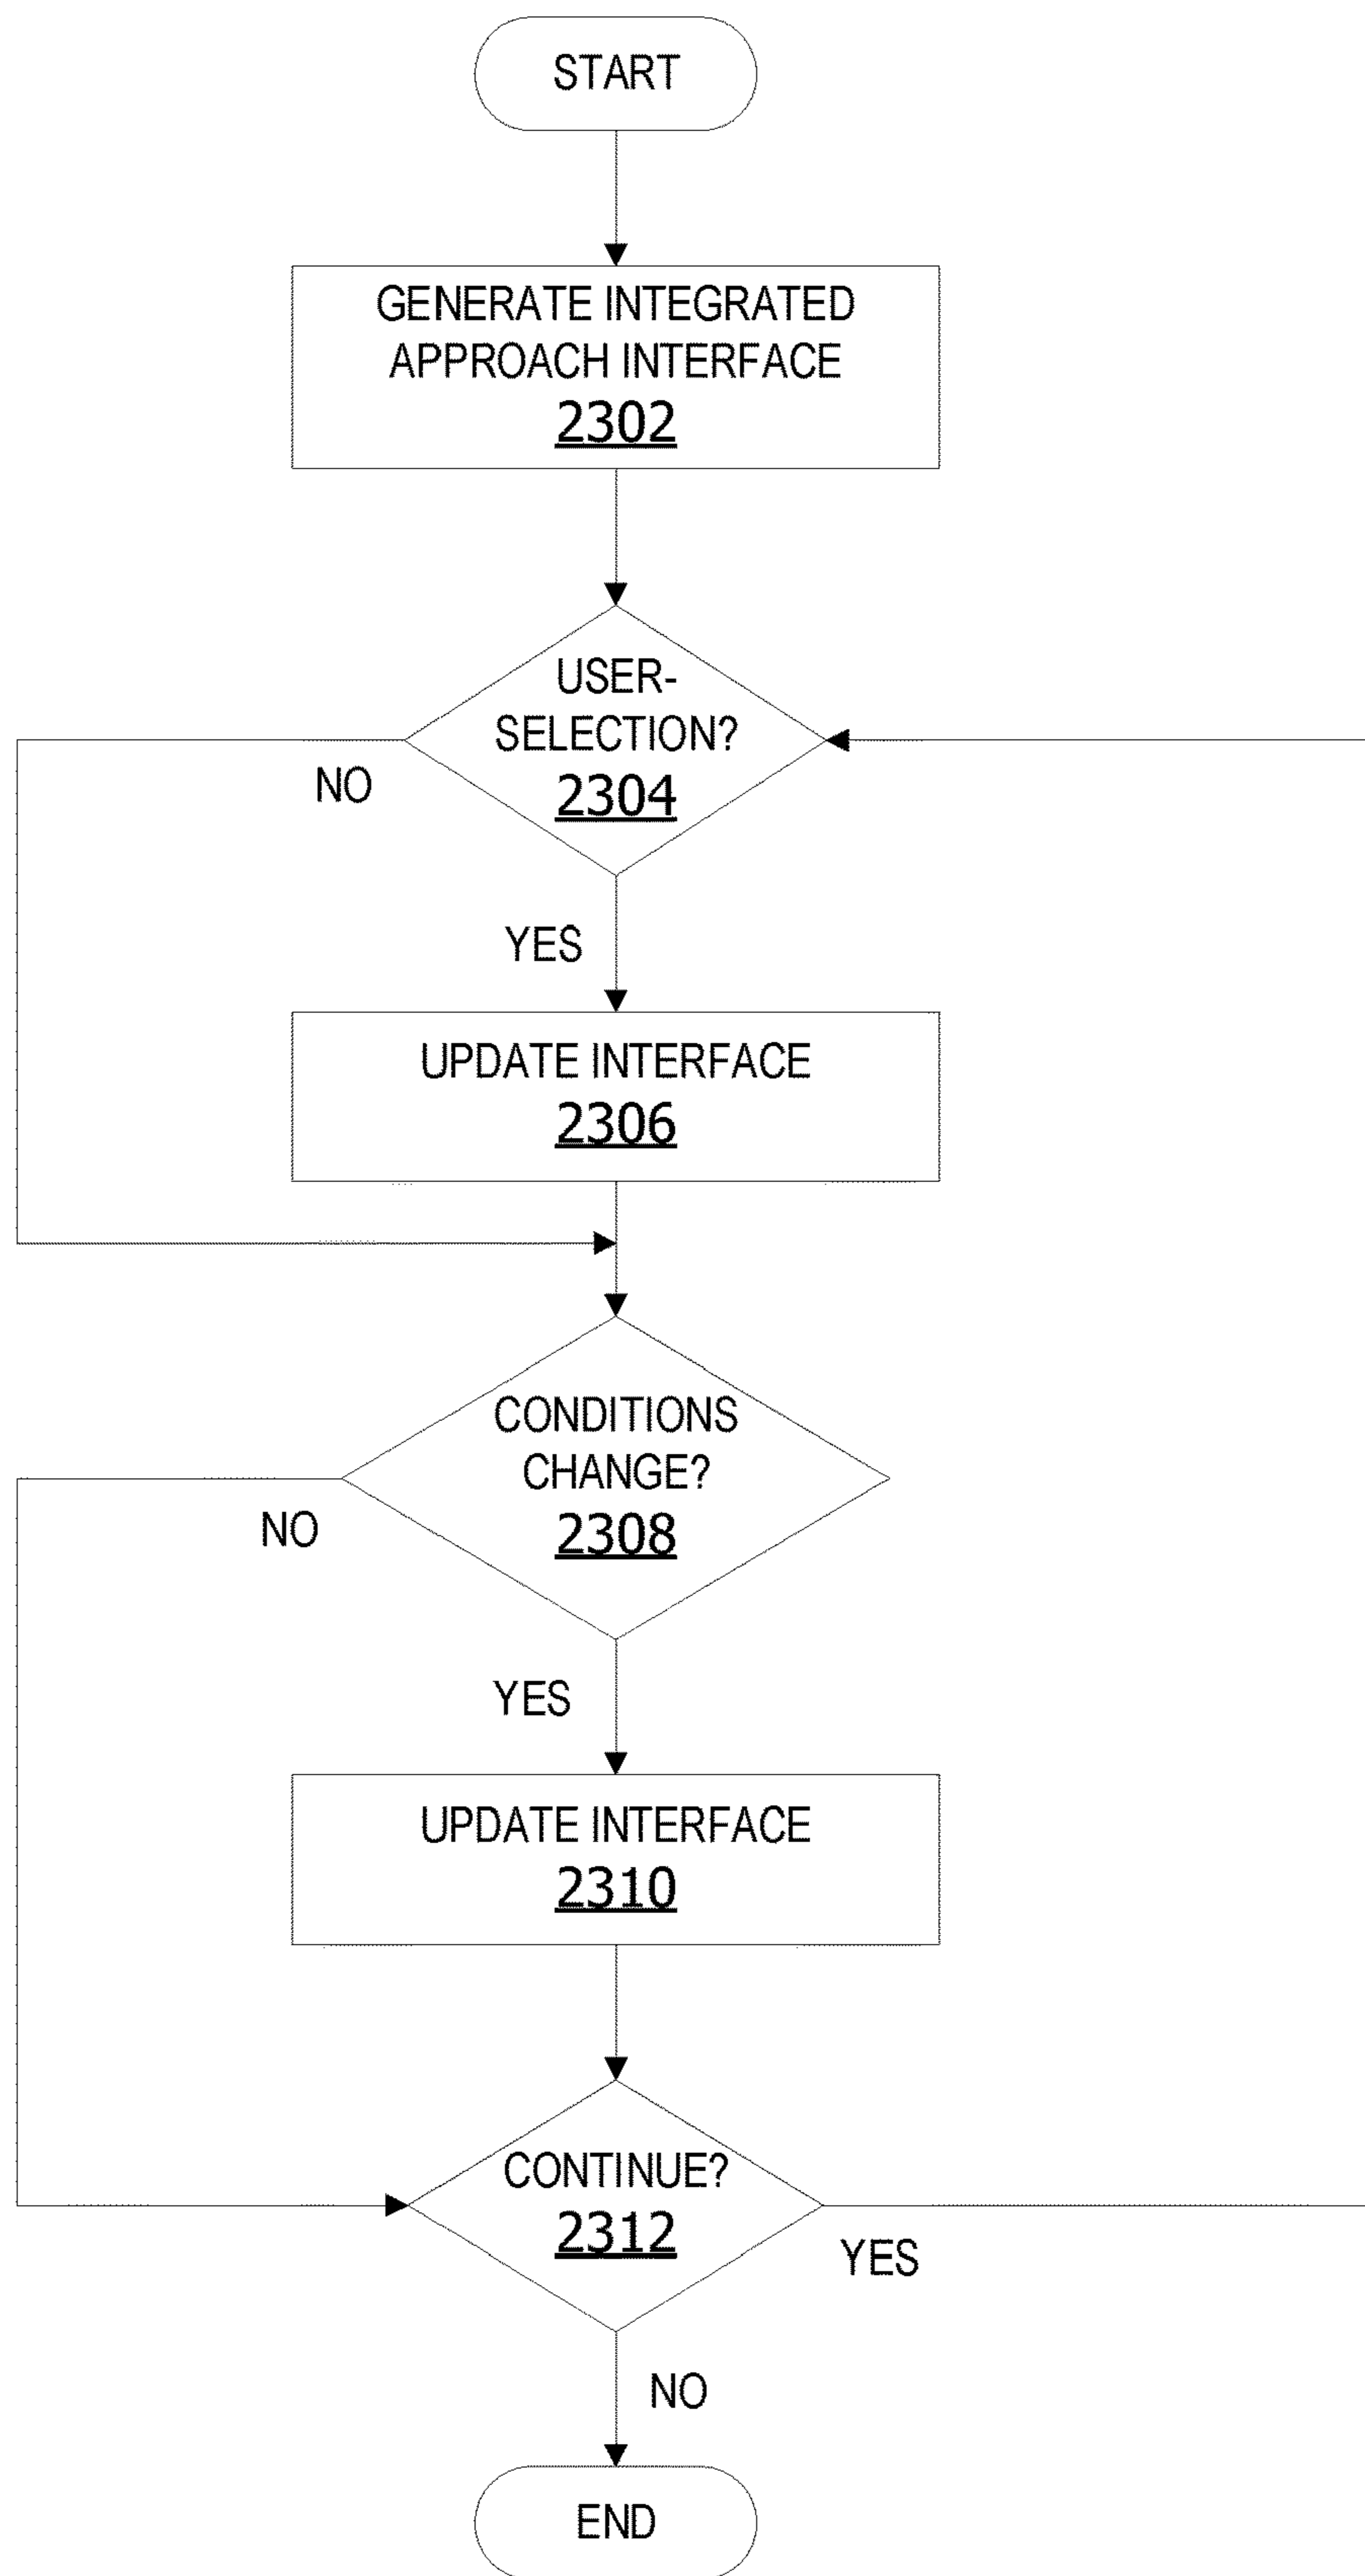 START
GENERATE INTEGRATED
APPROACH INTERFACE
2302
USER-
SELECTION?
2304
NO
YES
UPDATE INTERFACE
2306
CONDITIONS
CHANGE?
2308
NO
YES
UPDATE INTERFACE
2310
CONTINUE?
2312
YES
NO
END